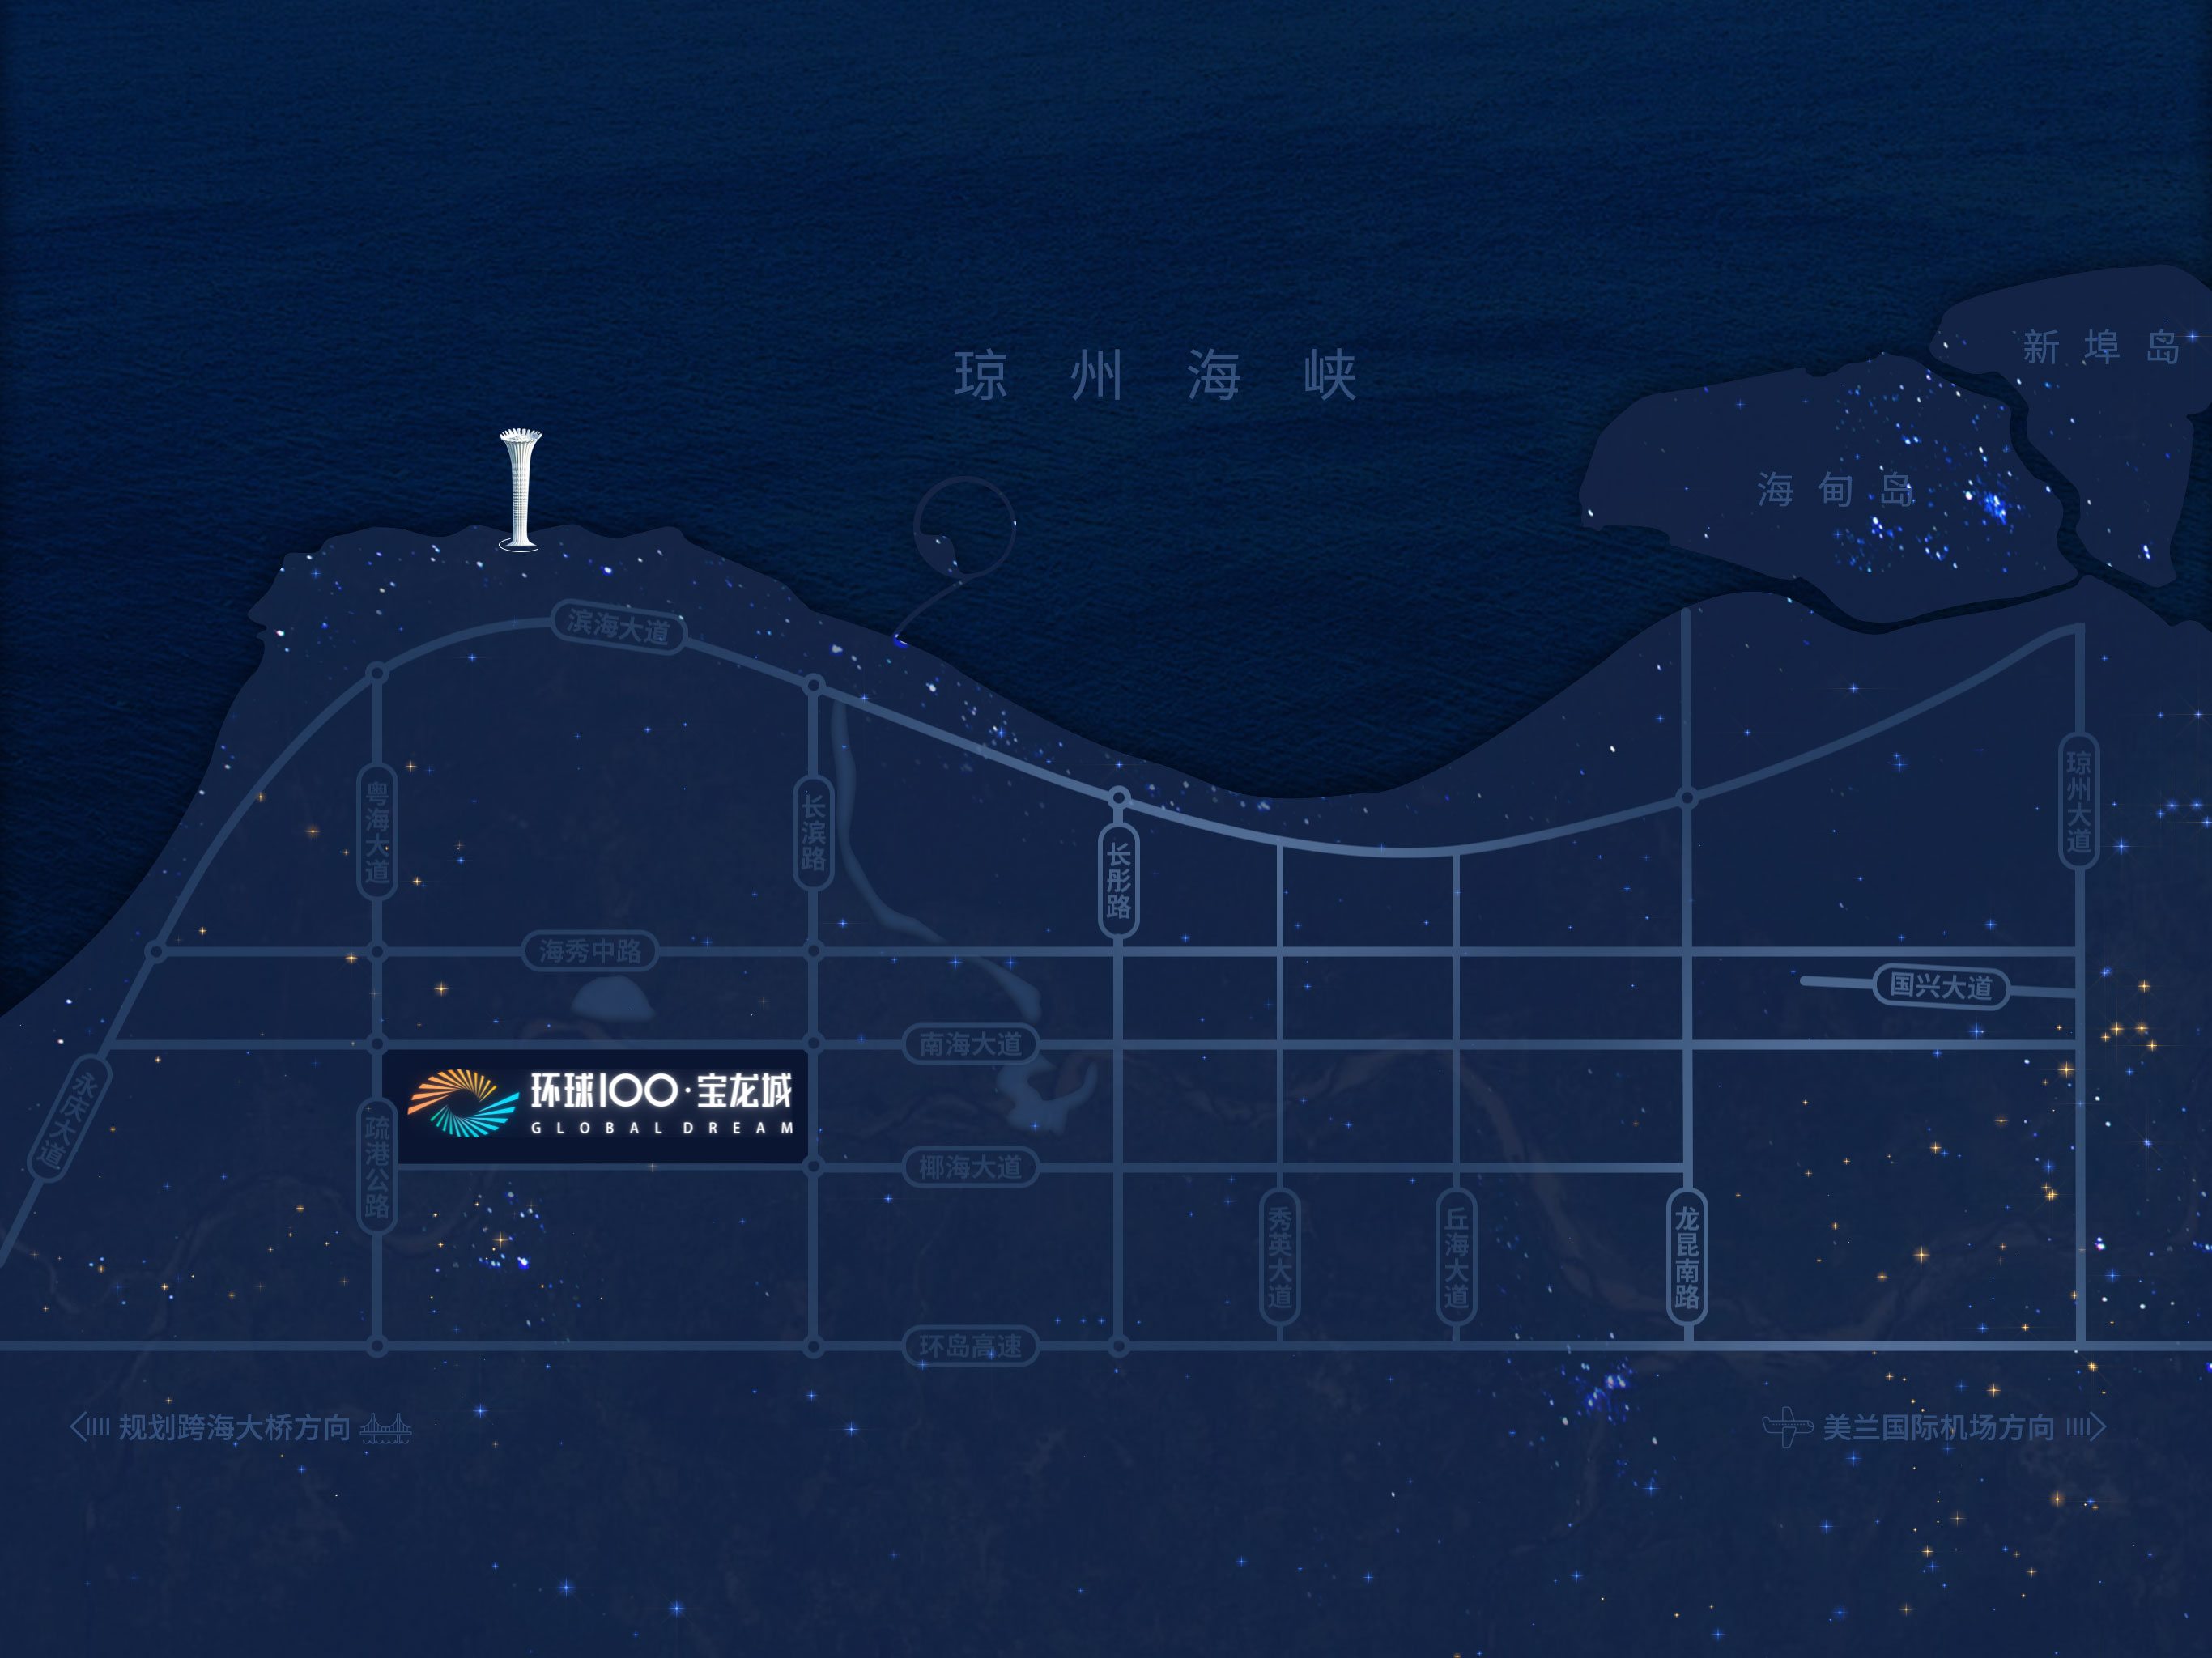 琼州海峡
新埠岛
海甸岛
滨海大道
粤海大道
长滨路
长彤路
琼州大道
海秀中路
国兴大道
南海大道
永庆大道
疏港公路
环球100·宝龙城
GLOBAL DREAM
椰海大道
秀英大道
丘海大道
龙昆南路
环岛高速
规划跨海大桥方向
美兰国际机场方向